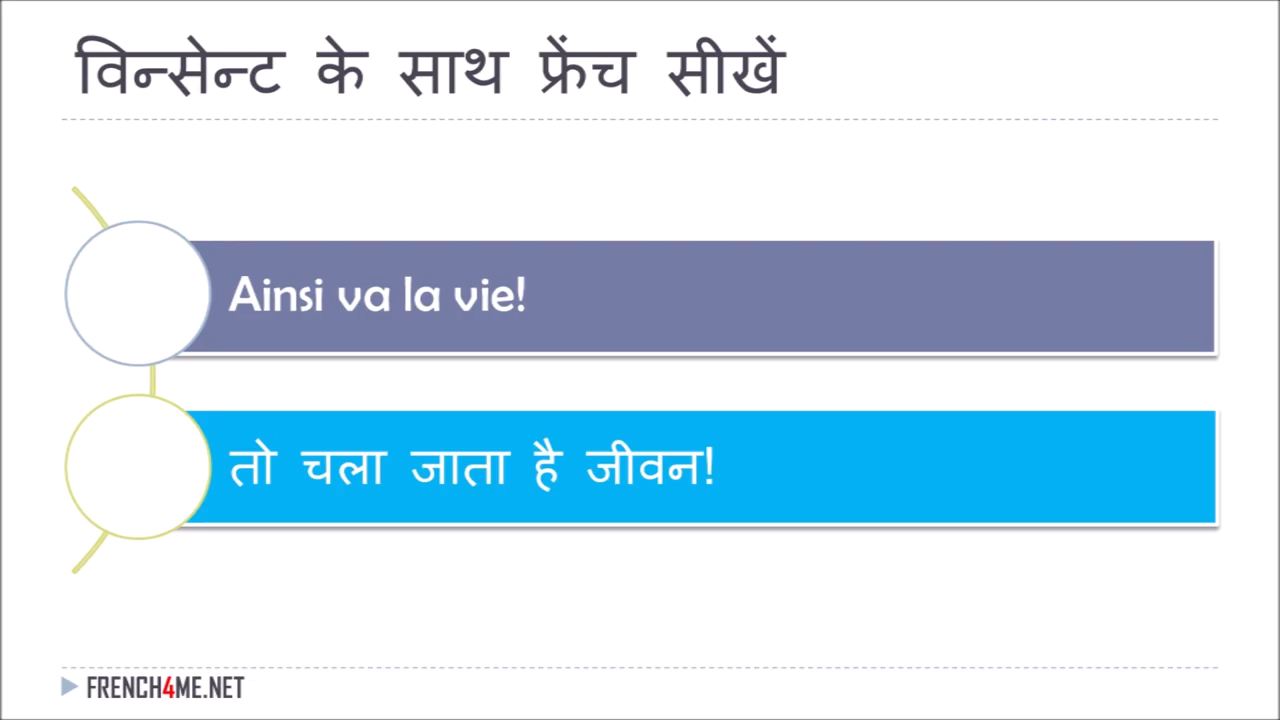 विन्सेन्ट के साथ फ्रेंच सीखें
Ainsi va la vie!
तो चला जाता है जीवन!
FRENCH4ME.NET